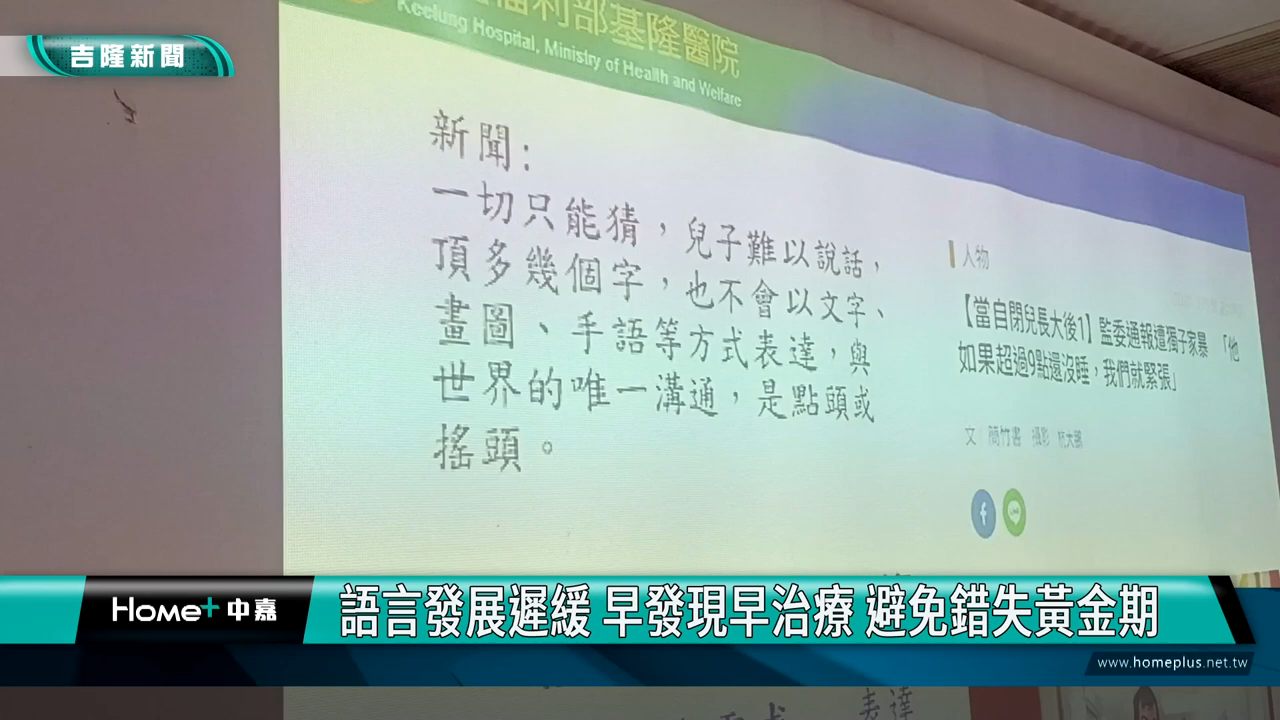 吉隆新聞
福利部基隆醫院
Keelung Hospital, Ministry of Health and Welfare
新聞:
一切只能猜，兒子難以說話，
頂多幾個字，也不會以文字、
畫圖、手語等方式表達，與
世界的唯一溝通，是點頭或
搖頭。
人物
【當自閉兒長大後1】監委通報遭獨子家暴 「他
如果超過9點還沒睡，我們就緊張」
文 簡竹書 攝影
Home+中嘉
語言發展遲緩 早發現早治療 避免錯失黃金期
www.homeplus.net.tw
表達